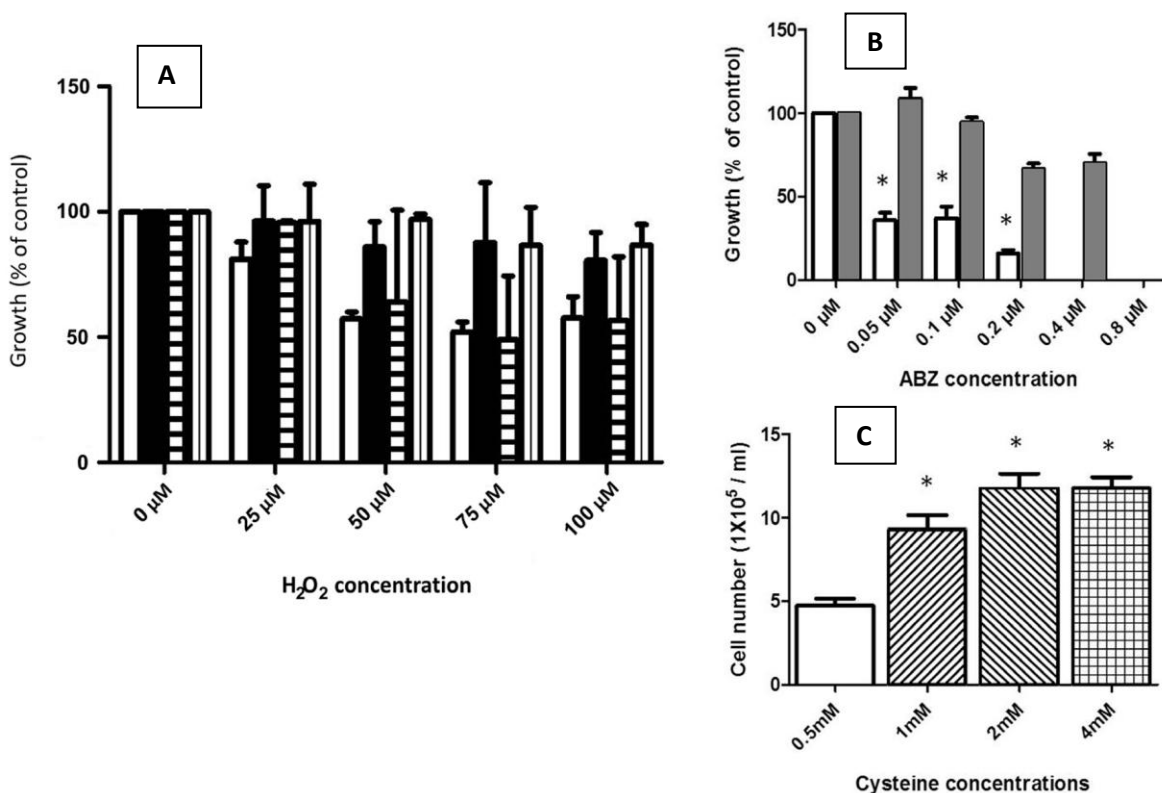 A
150
100
50
0
Growth (% of control)
0 µM
25 µM
50 µM
75 µM
100 µM
H₂O₂ concentration
B
150
100
50
0
Growth (% of control)
*
*
*
0 µM
0.05 µM
0.1 µM
0.2 µM
0.4 µM
0.8 µM
ABZ concentration
C
15
10
5
0
Cell number (1X10⁵ / ml)
*
*
*
0.5mM
1mM
2mM
4mM
Cysteine concentrations